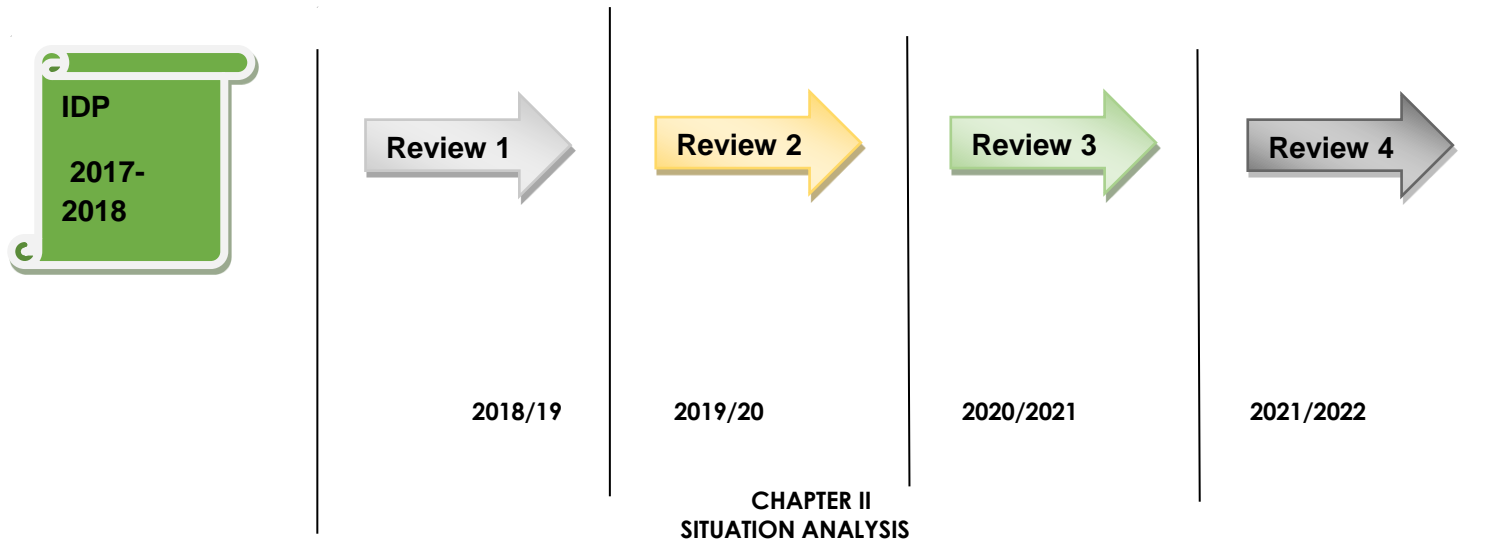 IDP
2017-
2018
Review 1
Review 2
Review 3
Review 4
2018/19
2019/20
2020/2021
2021/2022
CHAPTER II
SITUATION ANALYSIS